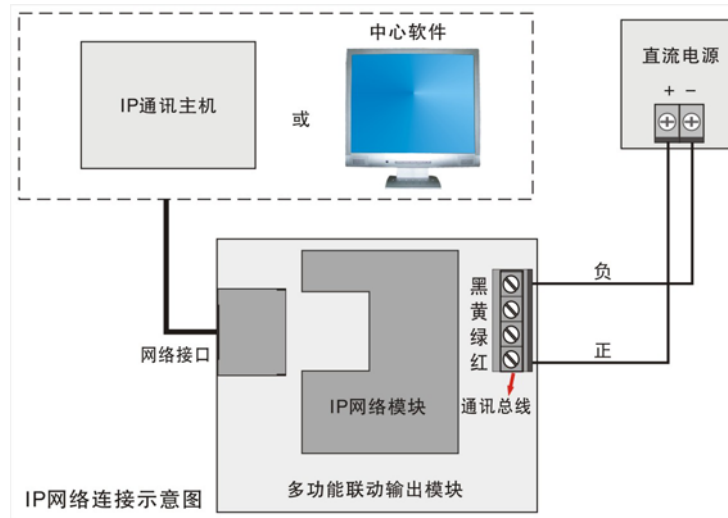 中心软件
IP通讯主机
或
直流电源
+ −
黑
黄
绿
红
负
正
网络接口
IP网络模块
通讯总线
多功能联动输出模块
IP网络连接示意图